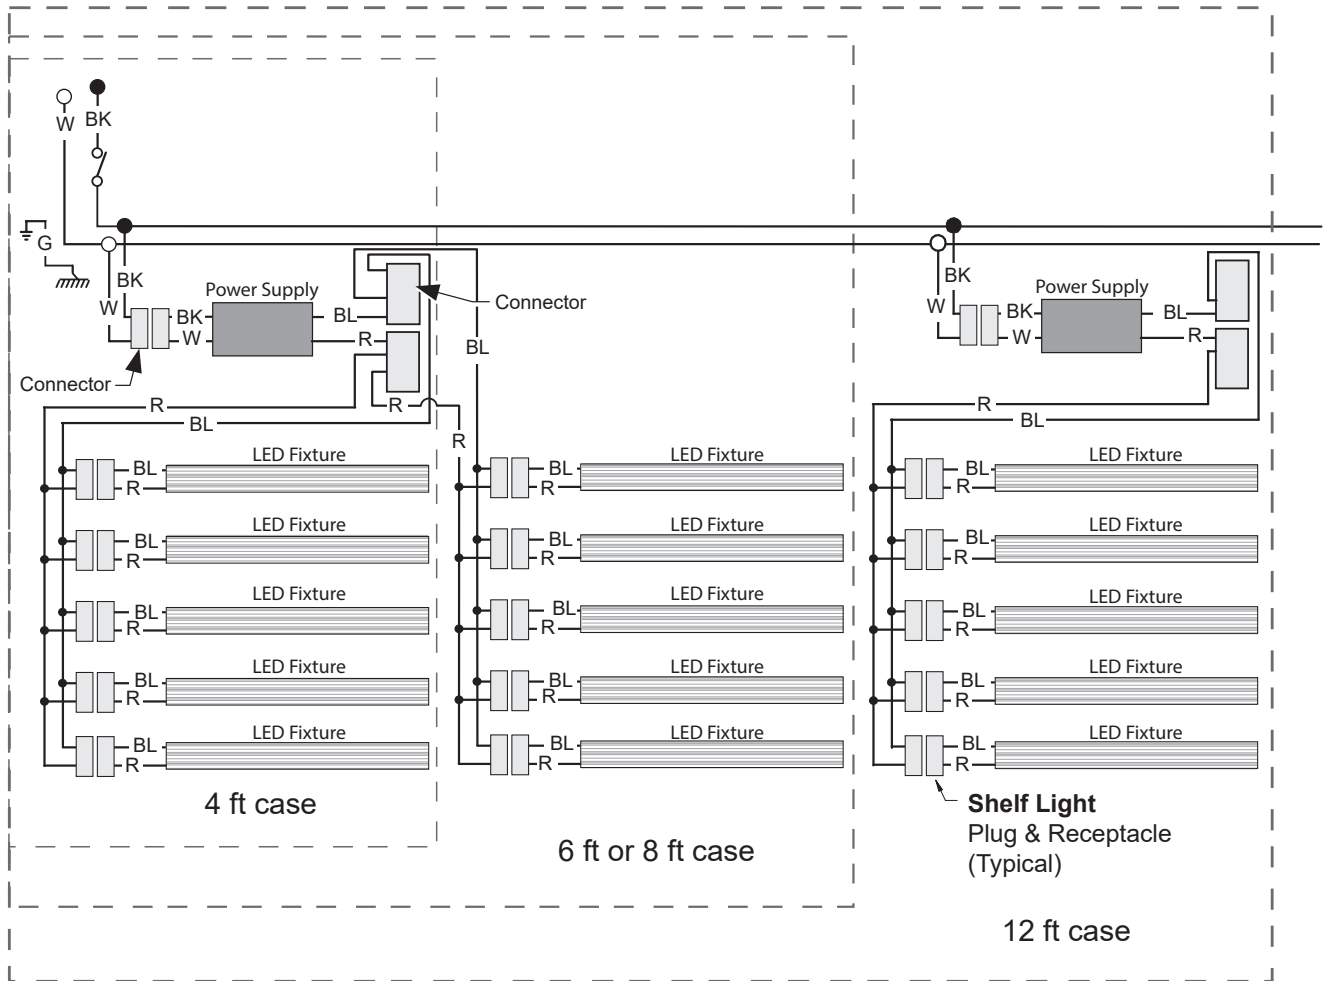 W
BK
G
BK
W
BK
W
Power Supply
BL
R
Connector
BL
Connector
R
BL
R
R
BK
W
BK
W
Power Supply
BL
R
R
BL
LED Fixture
BL
R
LED Fixture
BL
R
LED Fixture
BL
R
LED Fixture
BL
R
LED Fixture
BL
R
4 ft case
LED Fixture
BL
R
LED Fixture
BL
R
LED Fixture
BL
R
LED Fixture
BL
R
LED Fixture
BL
R
6 ft or 8 ft case
LED Fixture
BL
R
LED Fixture
BL
R
LED Fixture
BL
R
LED Fixture
BL
R
LED Fixture
BL
R
Shelf Light
Plug & Receptacle
(Typical)
12 ft case